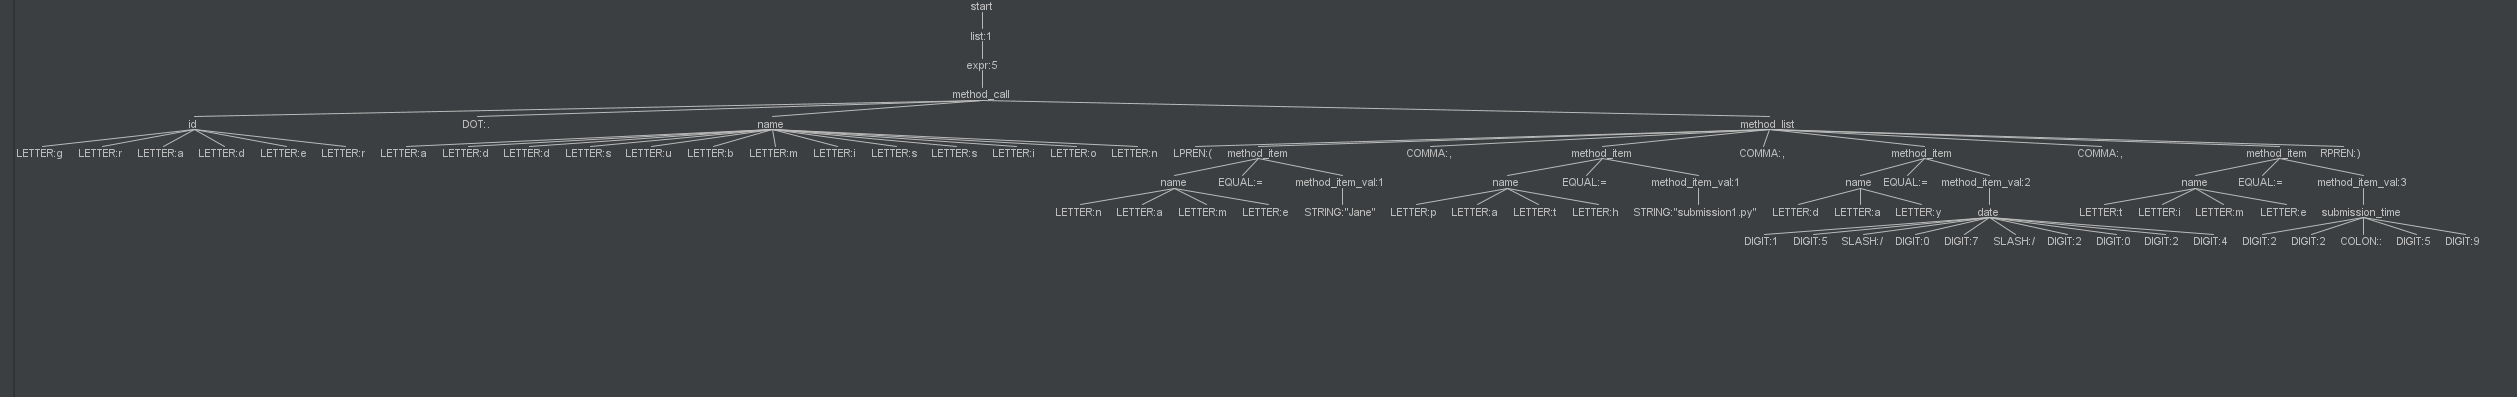 start
list:1
expr:5
method_call
id DOT:. name method_list
LETTER:g LETTER:r LETTER:a LETTER:d LETTER:e LETTER:r LETTER:a LETTER:d LETTER:d LETTER:s LETTER:u LETTER:b LETTER:m LETTER:i LETTER:s LETTER:s LETTER:i LETTER:o LETTER:n LPREN:( method_item COMMA:, method_item COMMA:, method_item COMMA:, method_item RPREN:)
name EQUAL:= method_item_val:1 name EQUAL:= method_item_val:1 name EQUAL:= method_item_val:2 name EQUAL:= method_item_val:3
LETTER:n LETTER:a LETTER:m LETTER:e STRING:"Jane" LETTER:p LETTER:a LETTER:t LETTER:h STRING:"submission1.py" LETTER:d LETTER:a LETTER:y date LETTER:t LETTER:i LETTER:m LETTER:e submission_time
DIGIT:1 DIGIT:5 SLASH:/ DIGIT:0 DIGIT:7 SLASH:/ DIGIT:2 DIGIT:0 DIGIT:2 DIGIT:4 DIGIT:2 DIGIT:2 COLON:: DIGIT:5 DIGIT:9